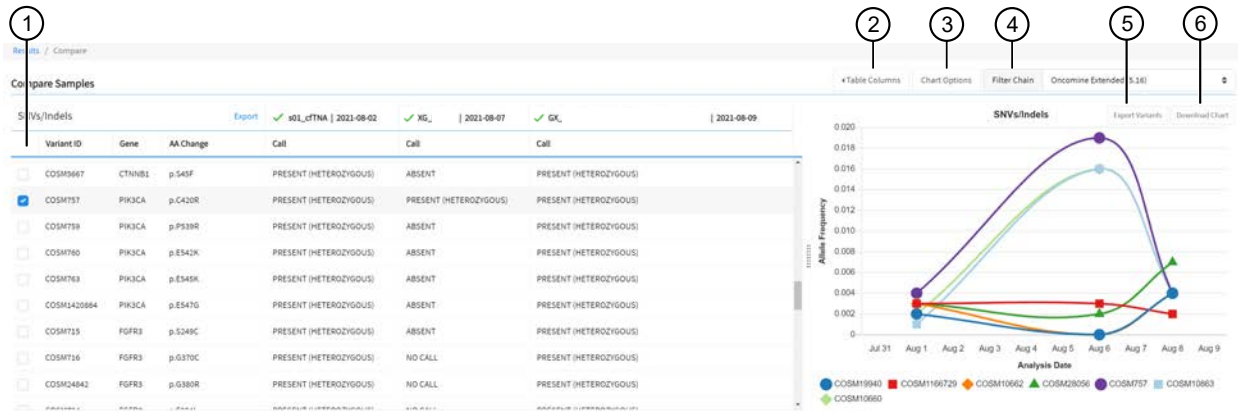 1
2
3
4
5
6
Results / Compare
Compare Samples
Table Columns
Chart Options
Filter Chain
Oncomine Extended (5.16)
SNVs/Indels Export s01_cfTNA | 2021-08-02 XG_ | 2021-08-07 GX_ | 2021-08-09
Variant ID Gene AA Change Call Call Call
COSM5667 CTNNB1 p.S45F PRESENT (HETEROZYGOUS) ABSENT PRESENT (HETEROZYGOUS)
COSM757 PIK3CA p.C420R PRESENT (HETEROZYGOUS) PRESENT (HETEROZYGOUS) PRESENT (HETEROZYGOUS)
COSM759 PIK3CA p.P539R PRESENT (HETEROZYGOUS) ABSENT PRESENT (HETEROZYGOUS)
COSM760 PIK3CA p.E542K PRESENT (HETEROZYGOUS) ABSENT PRESENT (HETEROZYGOUS)
COSM763 PIK3CA p.E545K PRESENT (HETEROZYGOUS) ABSENT PRESENT (HETEROZYGOUS)
COSM1420864 PIK3CA p.E547G PRESENT (HETEROZYGOUS) ABSENT PRESENT (HETEROZYGOUS)
COSM715 FGFR3 p.S249C PRESENT (HETEROZYGOUS) ABSENT PRESENT (HETEROZYGOUS)
COSM716 FGFR3 p.G370C PRESENT (HETEROZYGOUS) NO CALL PRESENT (HETEROZYGOUS)
COSM24842 FGFR3 p.G380R PRESENT (HETEROZYGOUS) NO CALL PRESENT (HETEROZYGOUS)
SNVs/Indels
Export Variants
Download Chart
Allele Frequency
0.020
0.018
0.016
0.014
0.012
0.010
0.008
0.006
0.004
0.002
0
Jul 31 Aug 1 Aug 2 Aug 3 Aug 4 Aug 5 Aug 6 Aug 7 Aug 8 Aug 9
Analysis Date
COSM19940 COSM1166729 COSM10662 COSM28056 COSM757 COSM10863
COSM10660